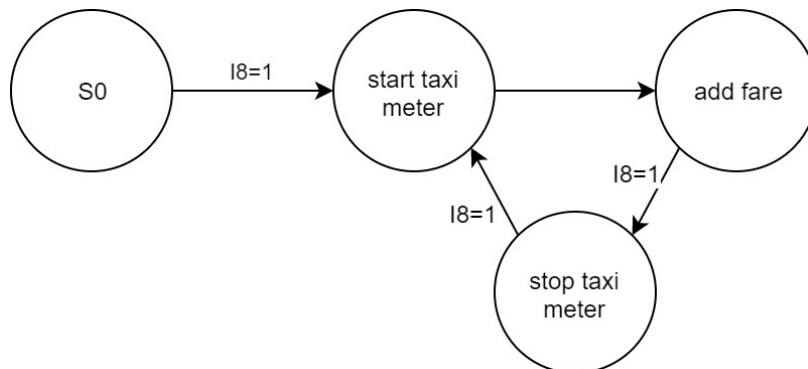 S0
I8=1
start taxi
meter
add fare
I8=1
I8=1
stop taxi
meter